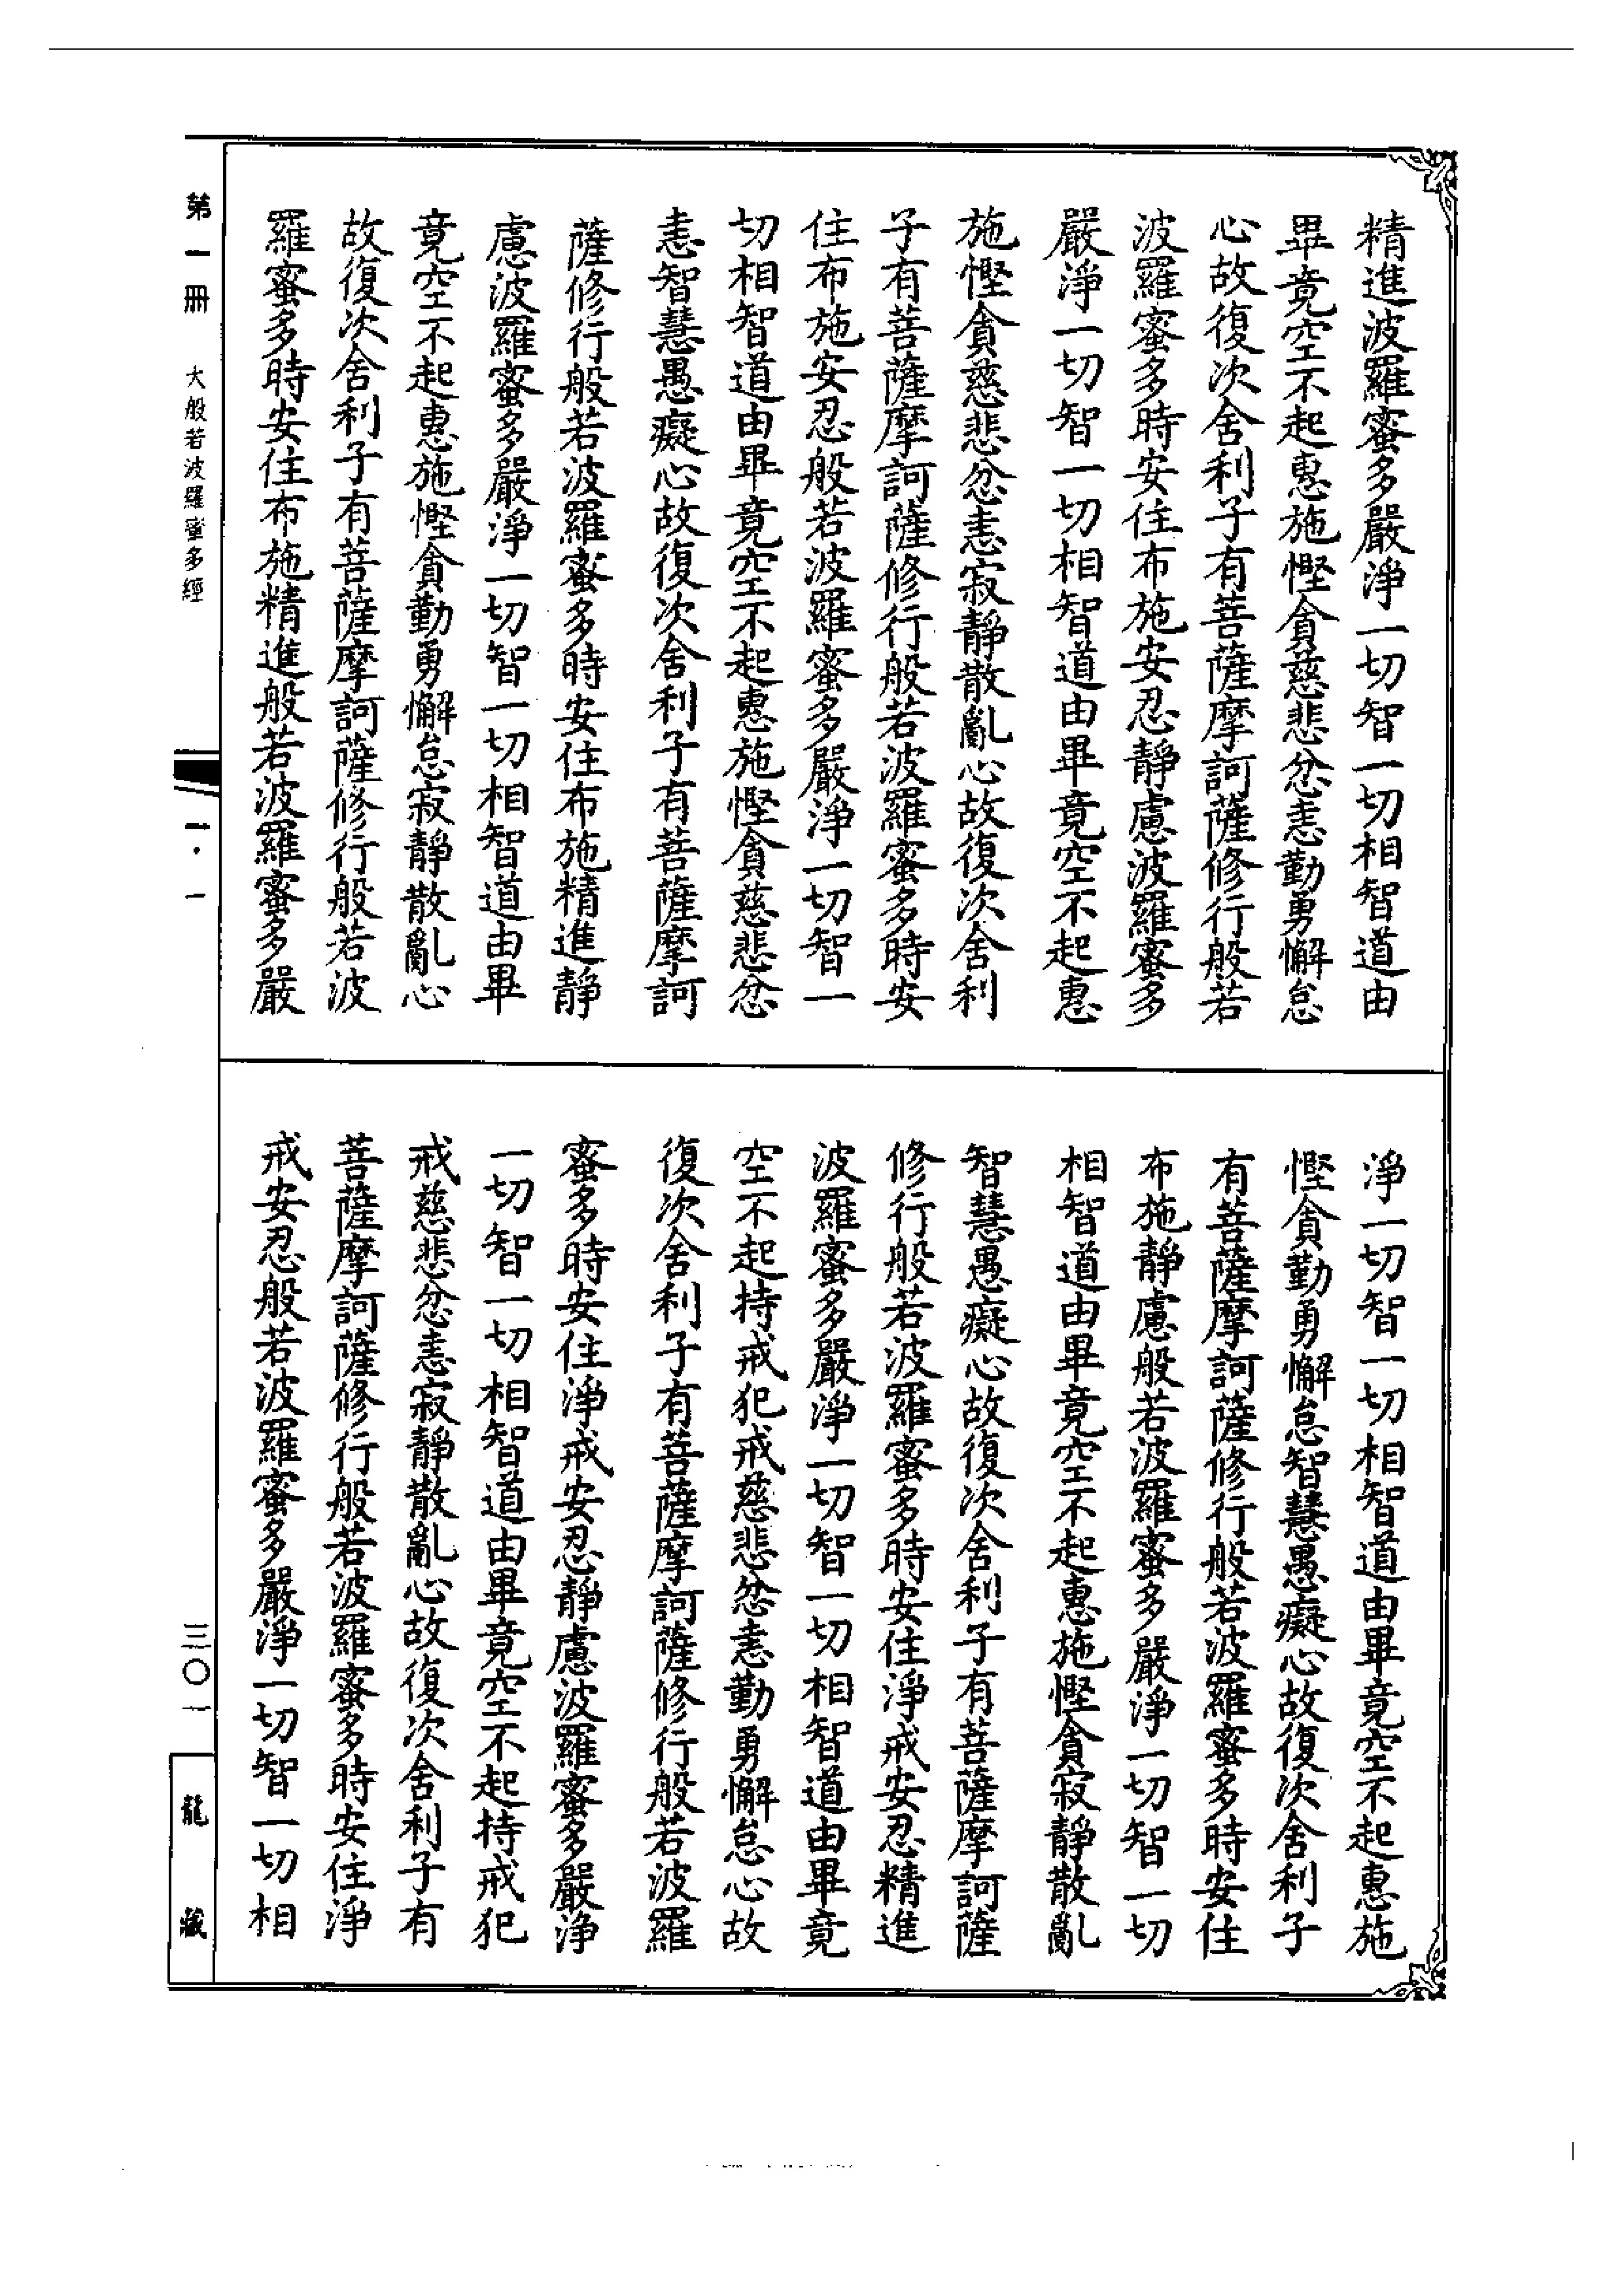 精進波羅蜜多嚴淨一切智一切相智道由
畢竟空不起惠施慳貪慈悲忿恚勤勇懈怠
心故復次舍利子有菩薩摩訶薩修行般若
波羅蜜多時安住布施安忍靜慮波羅蜜多
嚴淨一切智一切相智道由畢竟空不起惠
施慳貪慈悲忿恚寂靜散亂心故復次舍利
子有菩薩摩訶薩修行般若波羅蜜多時安
住布施安忍般若波羅蜜多嚴淨一切智一
切相智道由畢竟空不起惠施慳貪慈悲忿
恚智慧愚癡心故復次舍利子有菩薩摩訶
薩修行般若波羅蜜多時安住布施精進靜
慮波羅蜜多嚴淨一切智一切相智道由畢
竟空不起惠施慳貪勤勇懈怠寂靜散亂心
故復次舍利子有菩薩摩訶薩修行般若波
羅蜜多時安住布施精進般若波羅蜜多嚴
淨一切智一切相智道由畢竟空不起惠施
慳貪勤勇懈怠智慧愚癡心故復次舍利子
有菩薩摩訶薩修行般若波羅蜜多時安住
布施靜慮般若波羅蜜多嚴淨一切智一切
相智道由畢竟空不起惠施慳貪寂靜散亂
智慧愚癡心故復次舍利子有菩薩摩訶薩
修行般若波羅蜜多時安住淨戒安忍精進
波羅蜜多嚴淨一切智一切相智道由畢竟
空不起持戒犯戒慈悲忿恚勤勇懈怠心故
復次舍利子有菩薩摩訶薩修行般若波羅
蜜多時安住淨戒安忍靜慮波羅蜜多嚴淨
一切智一切相智道由畢竟空不起持戒犯
戒慈悲忿恚寂靜散亂心故復次舍利子有
菩薩摩訶薩修行般若波羅蜜多時安住淨
戒安忍般若波羅蜜多嚴淨一切智一切相
第一冊 大般若波羅蜜多經 一·一 三〇一 龍藏